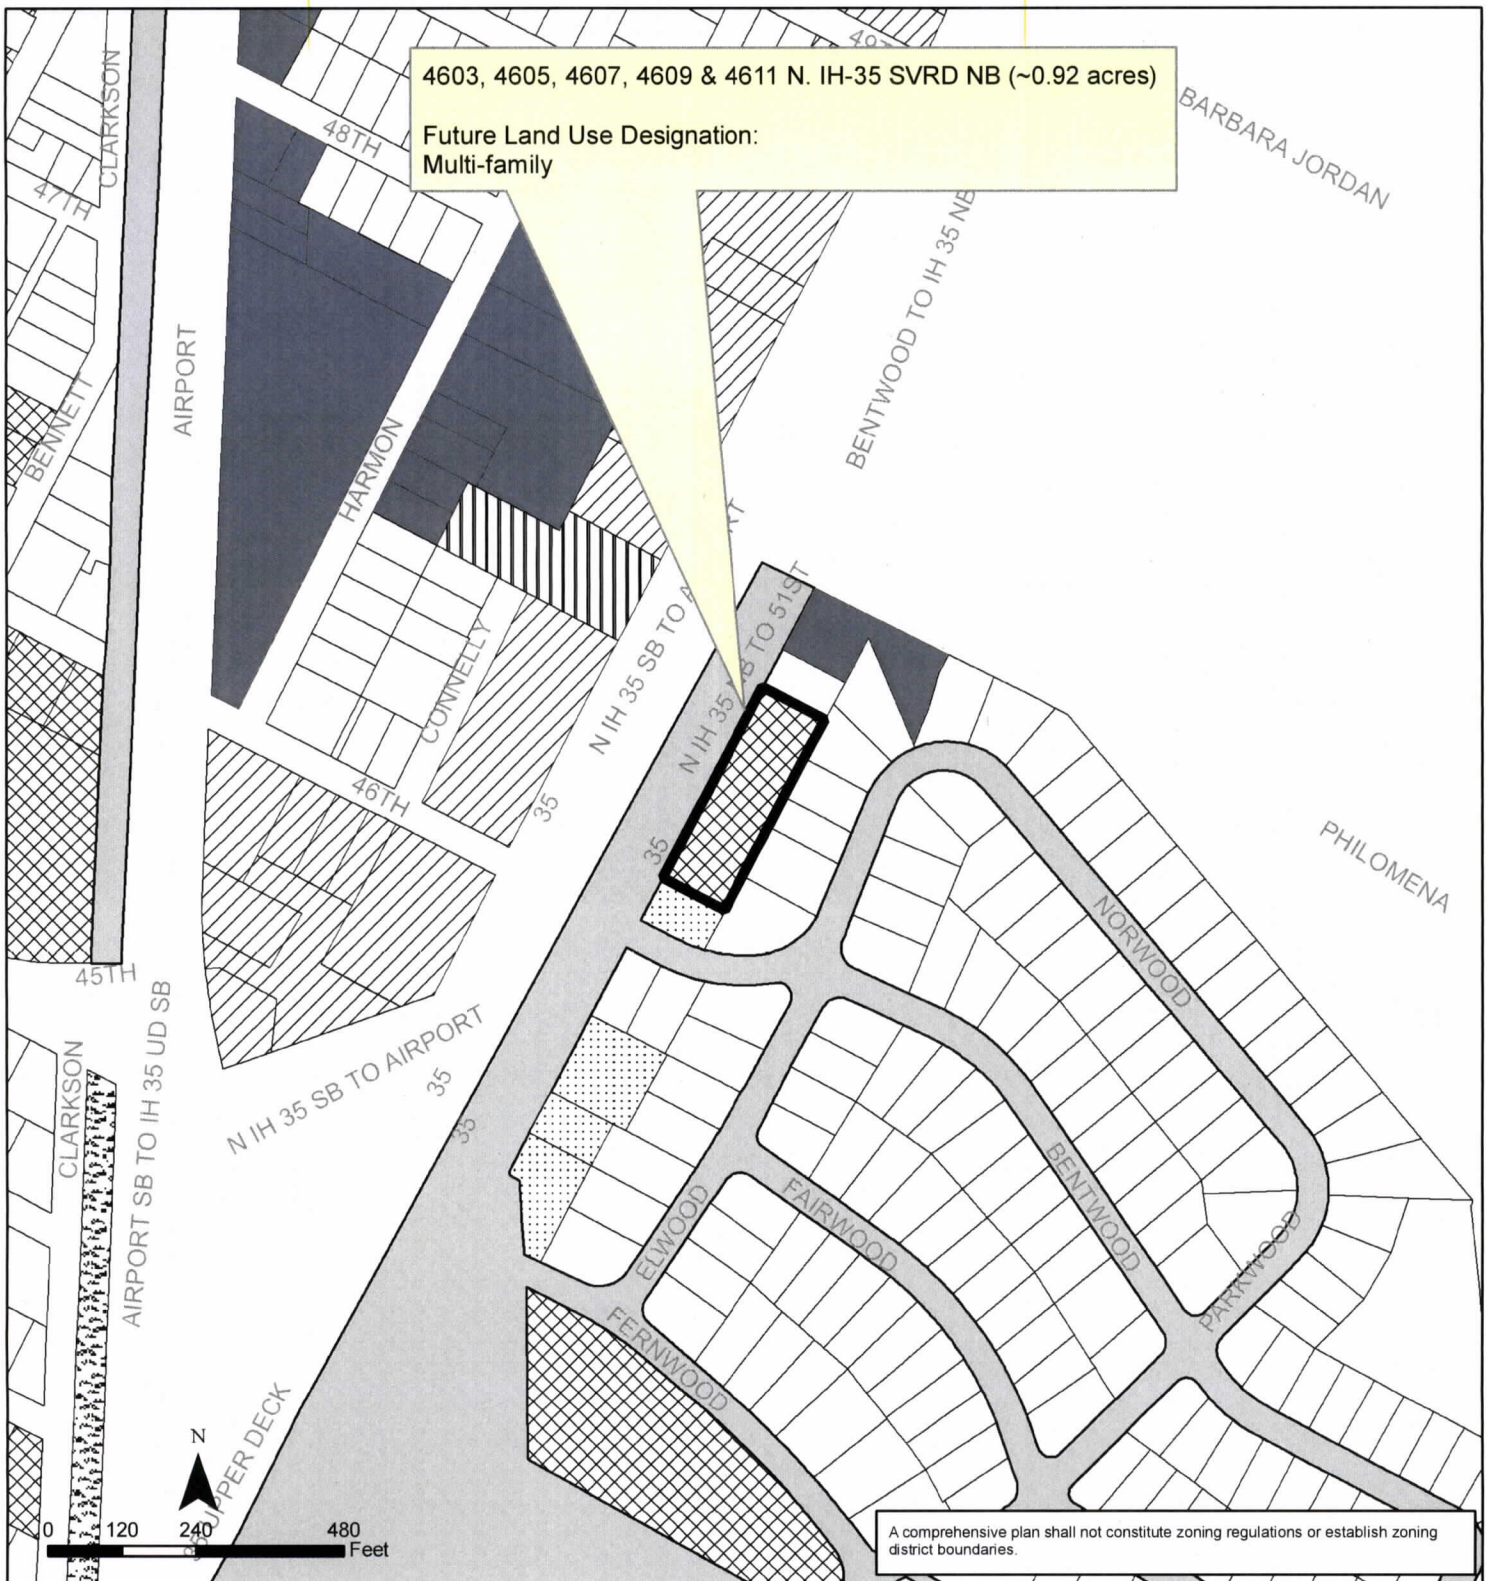 49T
4603, 4605, 4607, 4609 & 4611 N. IH-35 SVRD NB (~0.92 acres)
Future Land Use Designation:
Multi-family
CLARKSON
48TH
47TH
BARBARA JORDAN
BENTWOOD TO IH 35 NB
AIRPORT
BENNETT
HARMON
RT
CONNELLY
N IH 35 SB TO A
N IH 35 NB TO 51ST
46TH
35
35
PHILOMENA
NORWOOD
45TH
CLARKSON
AIRPORT SB TO IH 35 UD SB
N IH 35 SB TO AIRPORT
35
35
ELWOOD
FAIRWOOD
BENTWOOD
PARKWOOD
FERNWOOD
UPPER DECK
N
0 120 240 480
Feet
A comprehensive plan shall not constitute zoning regulations or establish zoning
district boundaries.